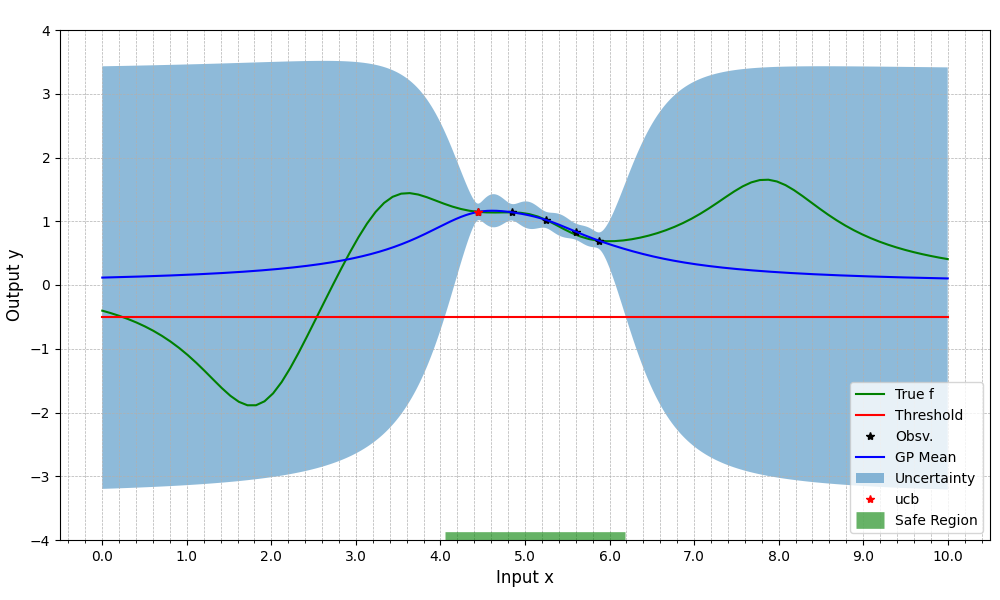 4
3
2
1
0
−1
−2
−3
−4
Output y
0.0 1.0 2.0 3.0 4.0 5.0 6.0 7.0 8.0 9.0 10.0
Input x
True f
Threshold
Obsv.
GP Mean
Uncertainty
ucb
Safe Region